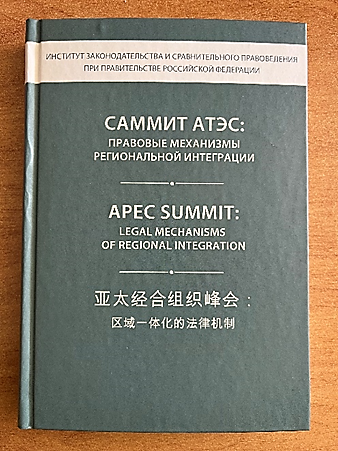 ИНСТИТУТ ЗАКОНОДАТЕЛЬСТВА И СРАВНИТЕЛЬНОГО ПРАВОВЕДЕНИЯ
ПРИ ПРАВИТЕЛЬСТВЕ РОССИЙСКОЙ ФЕДЕРАЦИИ
САММИТ АТЭС:
ПРАВОВЫЕ МЕХАНИЗМЫ
РЕГИОНАЛЬНОЙ ИНТЕГРАЦИИ
APEC SUMMIT:
LEGAL MECHANISMS
OF REGIONAL INTEGRATION
亚太经合组织峰会：
区域一体化的法律机制